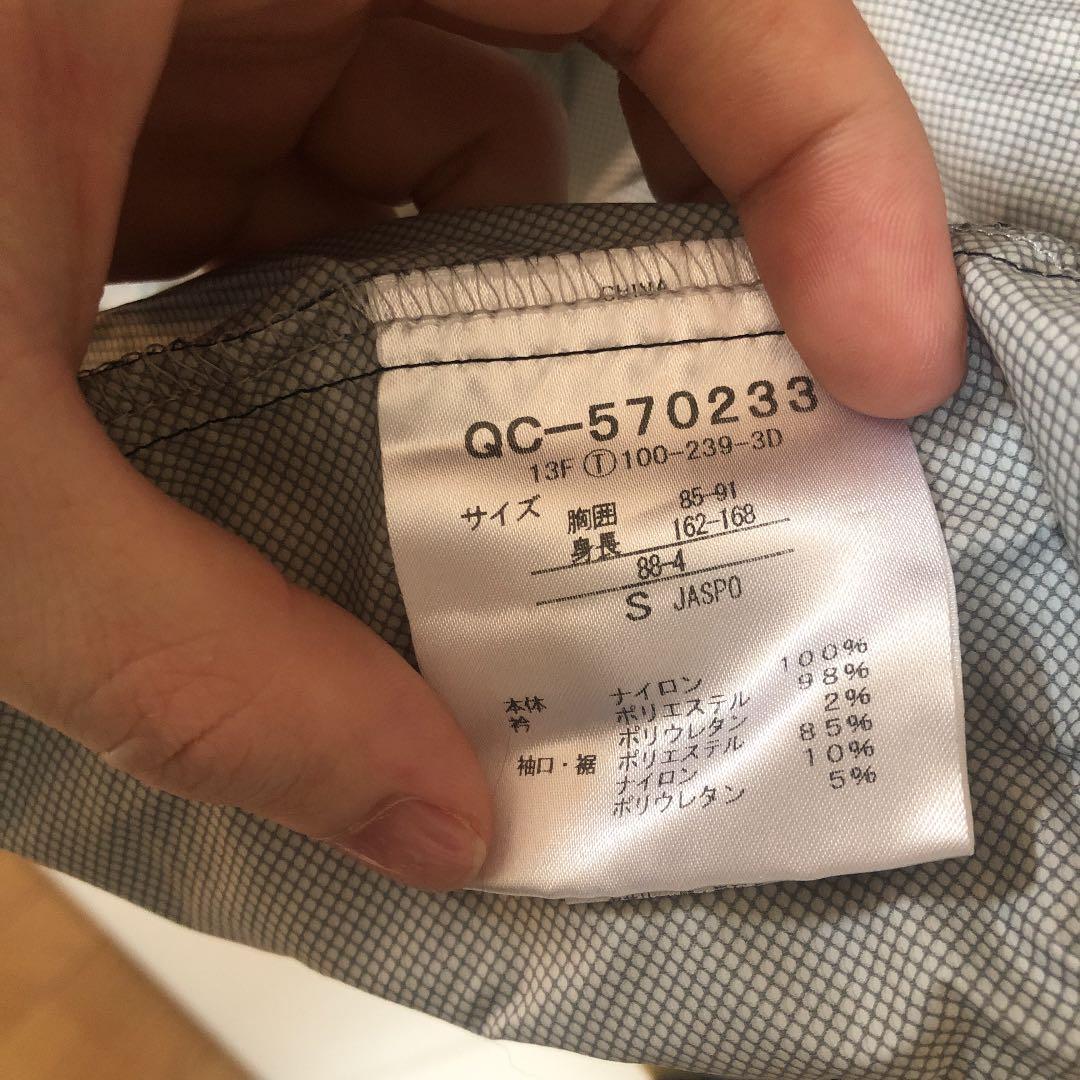 CHINA
QC-570233
13F Ⓣ100-239-3D
サイズ 胸囲 85-91
身長 162-168
88-4
S JASPO
本体 ナイロン 100%
衿 ポリエステル 98%
ポリウレタン 2%
袖口・裾 ポリエステル 85%
ナイロン 10%
ポリウレタン 5%